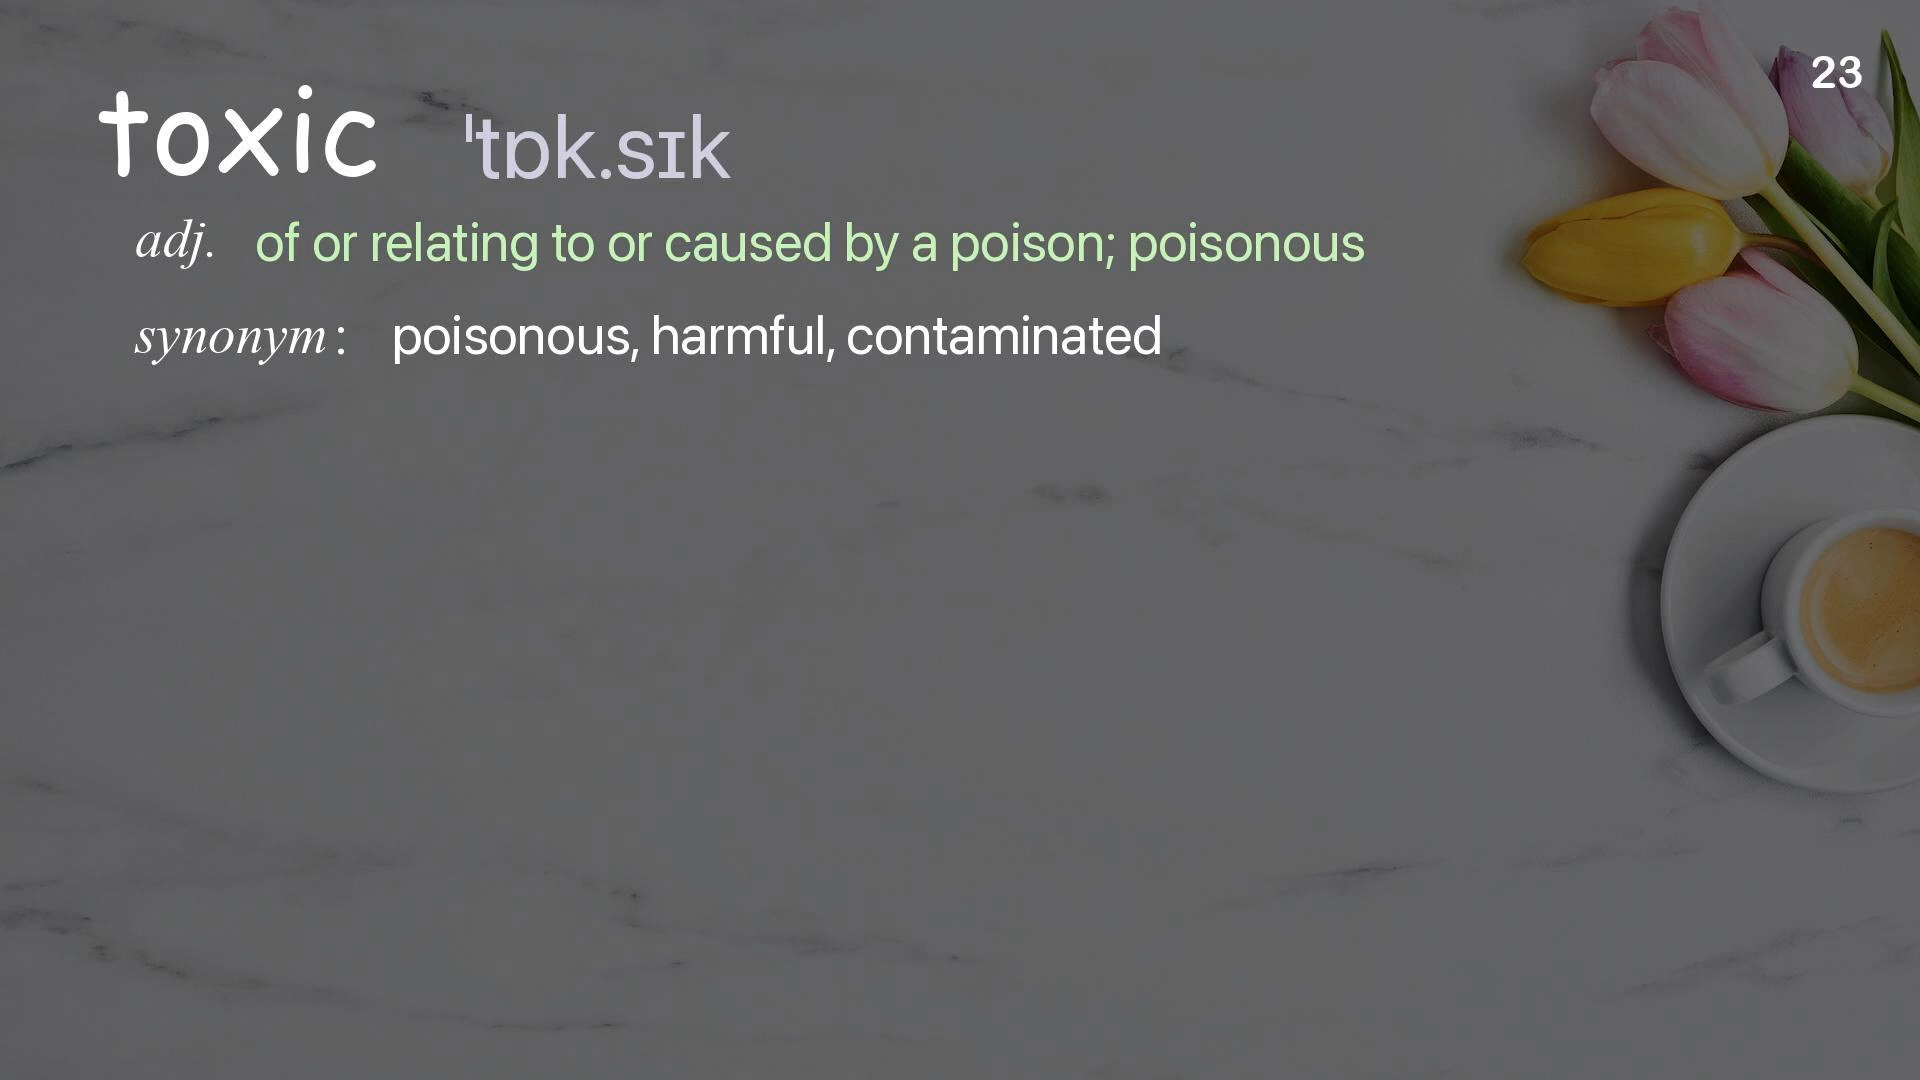 23
toxic ˈtɒk.sɪk
adj. of or relating to or caused by a poison; poisonous
synonym : poisonous, harmful, contaminated